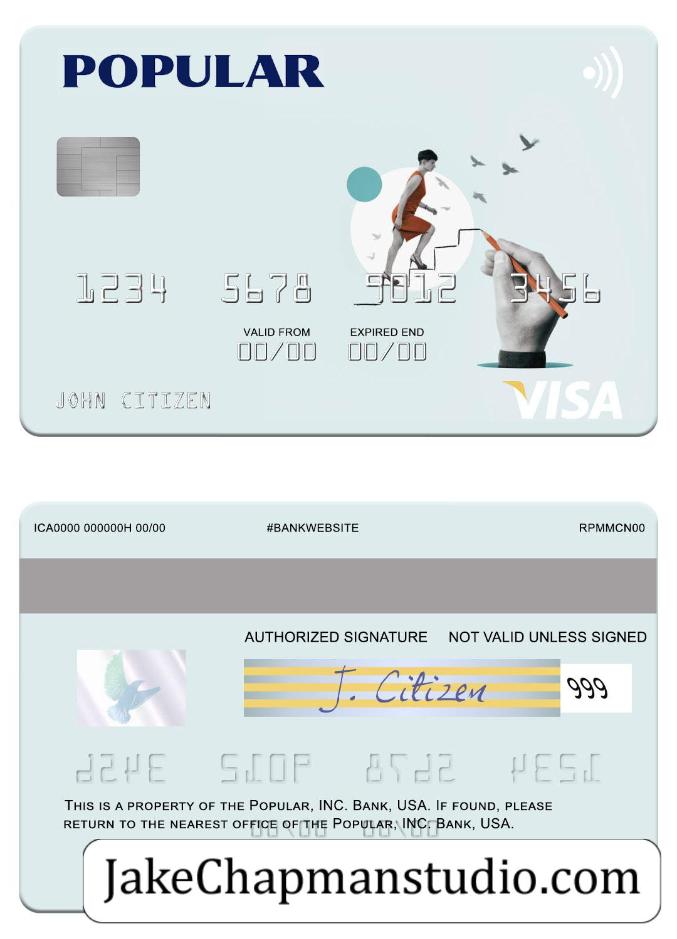 POPULAR
1234 5678 9012 3456
VALID FROM EXPIRED END
00/00 00/00
JOHN CITIZEN
VISA
ICA0000 000000H 00/00 #BANKWEBSITE RPMMCN00
AUTHORIZED SIGNATURE NOT VALID UNLESS SIGNED
J. Citizen 999
THIS IS A PROPERTY OF THE POPULAR, INC. BANK, USA. IF FOUND, PLEASE
RETURN TO THE NEAREST OFFICE OF THE POPULAR, INC. BANK, USA.
JakeChapmanstudio.com